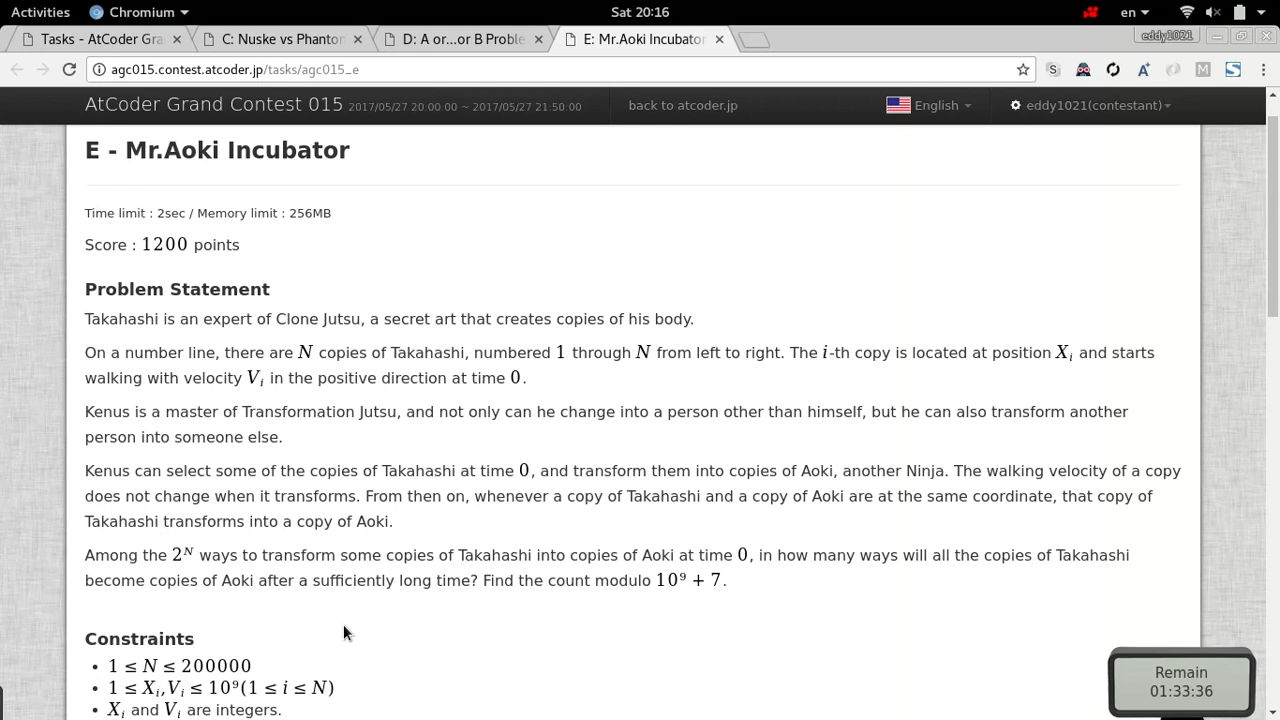 Activities Chromium Sat 20:16 en
Tasks - AtCoder Gra C: Nuske vs Phanton D: A or...or B Proble E: Mr.Aoki Incubator eddy1021
agc015.contest.atcoder.jp/tasks/agc015_e
AtCoder Grand Contest 015 2017/05/27 20:00:00 ~ 2017/05/27 21:50:00 back to atcoder.jp English eddy1021(contestant)
E - Mr.Aoki Incubator
Time limit : 2sec / Memory limit : 256MB
Score : 1200 points
Problem Statement
Takahashi is an expert of Clone Jutsu, a secret art that creates copies of his body.
On a number line, there are N copies of Takahashi, numbered 1 through N from left to right. The i-th copy is located at position Xᵢ and starts
walking with velocity Vᵢ in the positive direction at time 0.
Kenus is a master of Transformation Jutsu, and not only can he change into a person other than himself, but he can also transform another
person into someone else.
Kenus can select some of the copies of Takahashi at time 0, and transform them into copies of Aoki, another Ninja. The walking velocity of a copy
does not change when it transforms. From then on, whenever a copy of Takahashi and a copy of Aoki are at the same coordinate, that copy of
Takahashi transforms into a copy of Aoki.
Among the 2ᴺ ways to transform some copies of Takahashi into copies of Aoki at time 0, in how many ways will all the copies of Takahashi
become copies of Aoki after a sufficiently long time? Find the count modulo 10⁹ + 7.
Constraints
• 1 ≤ N ≤ 200000
• 1 ≤ Xᵢ, Vᵢ ≤ 10⁹(1 ≤ i ≤ N)
• Xᵢ and Vᵢ are integers.
Remain
01:33:36